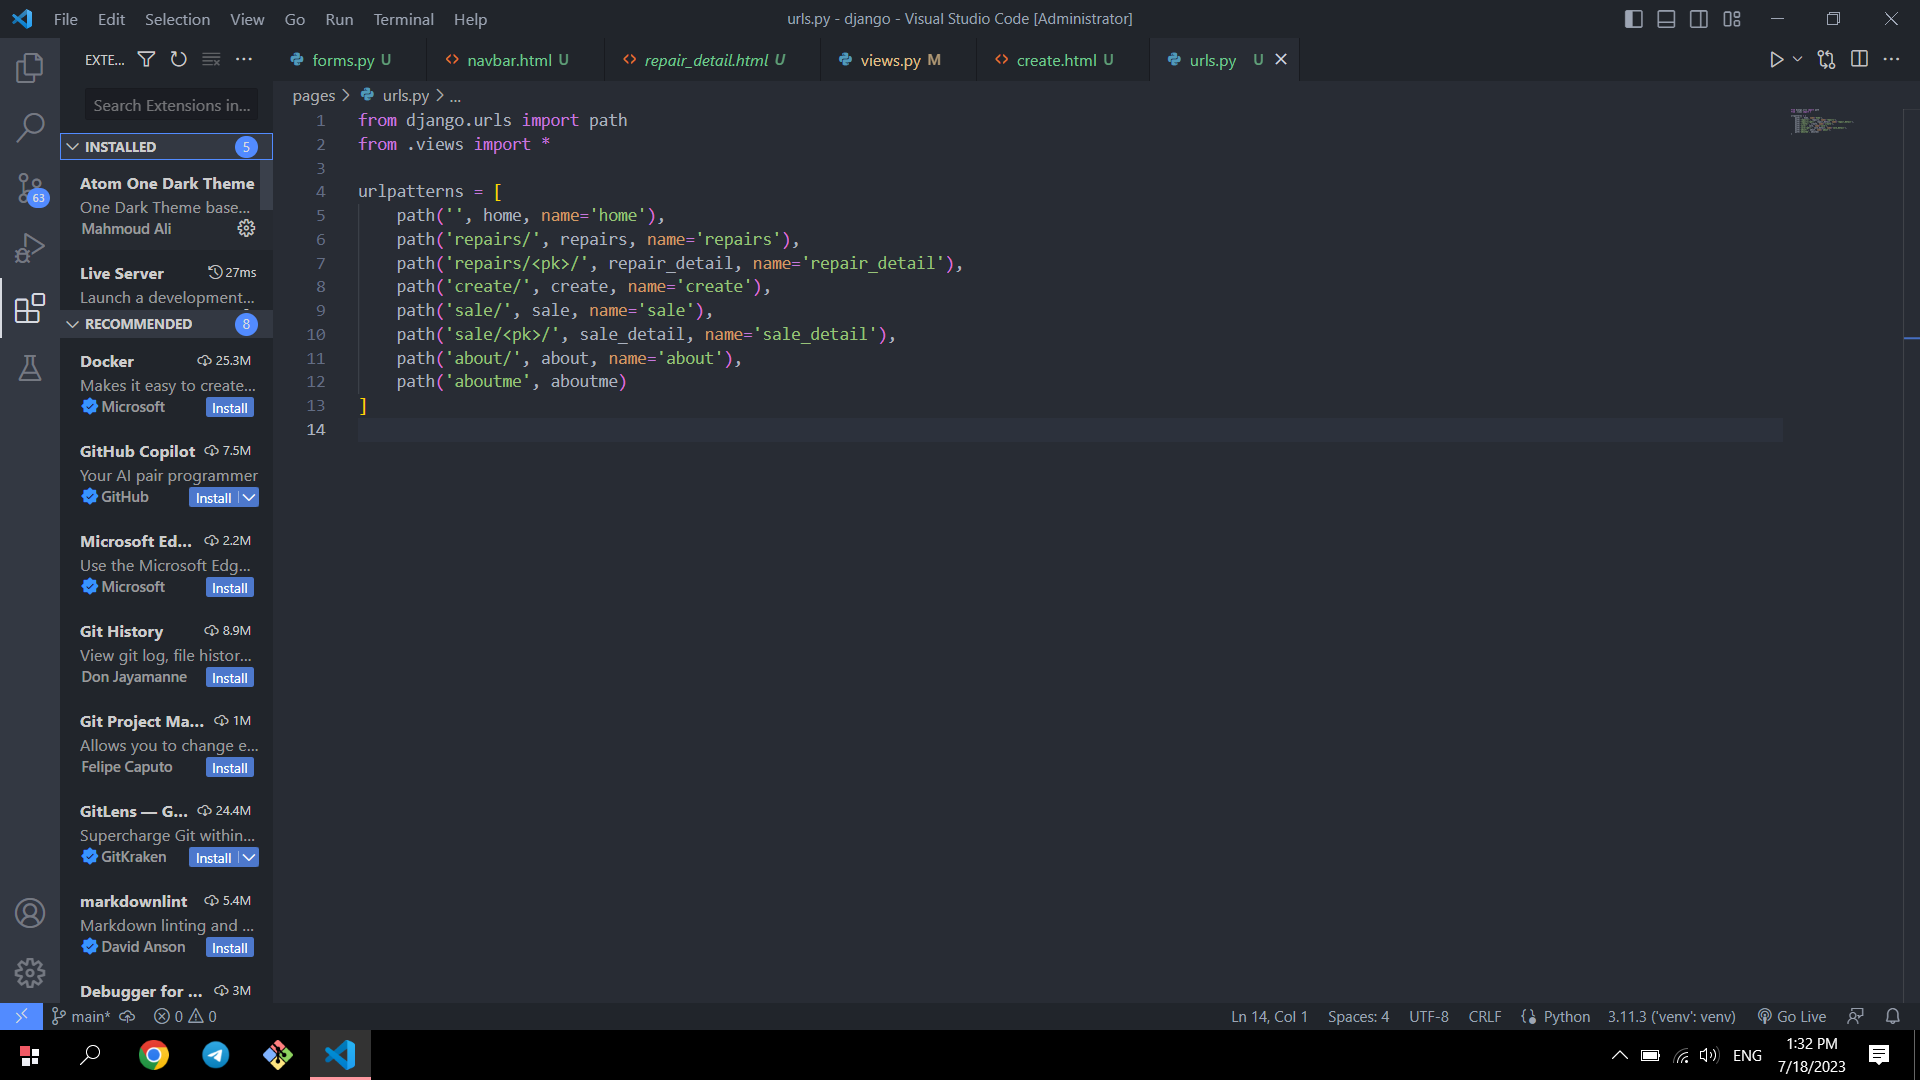 File Edit Selection View Go Run Terminal Help
urls.py - django - Visual Studio Code [Administrator]
EXTE...
forms.py U
navbar.html U
repair_detail.html U
views.py M
create.html U
urls.py U
Search Extensions in...
INSTALLED 5
Atom One Dark Theme
One Dark Theme base...
Mahmoud Ali
Live Server 27ms
Launch a development...
RECOMMENDED 8
Docker 25.3M
Makes it easy to create...
Microsoft Install
GitHub Copilot 7.5M
Your AI pair programmer
GitHub Install
Microsoft Ed... 2.2M
Use the Microsoft Edg...
Microsoft Install
Git History 8.9M
View git log, file histor...
Don Jayamanne Install
Git Project Ma... 1M
Allows you to change e...
Felipe Caputo Install
GitLens — G... 24.4M
Supercharge Git within...
GitKraken Install
markdownlint 5.4M
Markdown linting and ...
David Anson Install
Debugger for ... 3M
63
pages > urls.py > ...
1 from django.urls import path
2 from .views import *
3
4 urlpatterns = [
5 path('', home, name='home'),
6 path('repairs/', repairs, name='repairs'),
7 path('repairs/<pk>/', repair_detail, name='repair_detail'),
8 path('create/', create, name='create'),
9 path('sale/', sale, name='sale'),
10 path('sale/<pk>/', sale_detail, name='sale_detail'),
11 path('about/', about, name='about'),
12 path('aboutme', aboutme)
13 ]
14
main* 0 0
Ln 14, Col 1 Spaces: 4 UTF-8 CRLF Python 3.11.3 ('venv': venv) Go Live
ENG
1:32 PM
7/18/2023